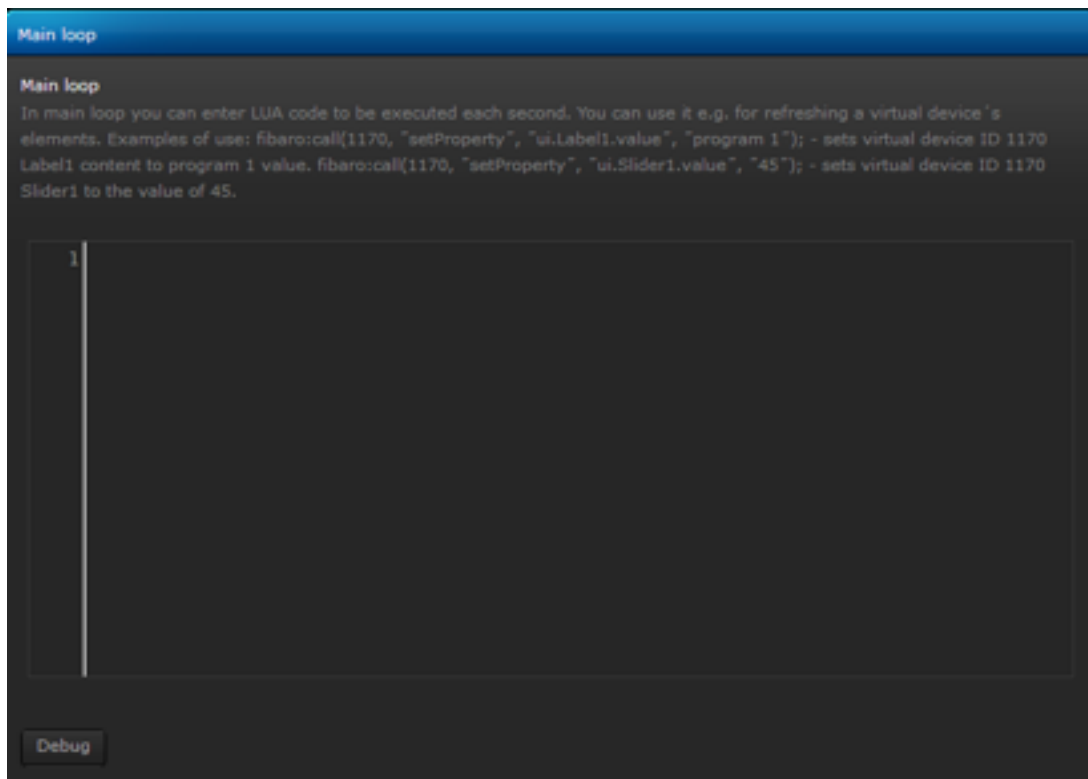 Main loop
Main loop
In main loop you can enter LUA code to be executed each second. You can use it e.g. for refreshing a virtual device´s
elements. Examples of use: fibaro:call(1170, "setProperty", "ui.Label1.value", "program 1"); - sets virtual device ID 1170
Label1 content to program 1 value. fibaro:call(1170, "setProperty", "ui.Slider1.value", "45"); - sets virtual device ID 1170
Slider1 to the value of 45.
1
Debug